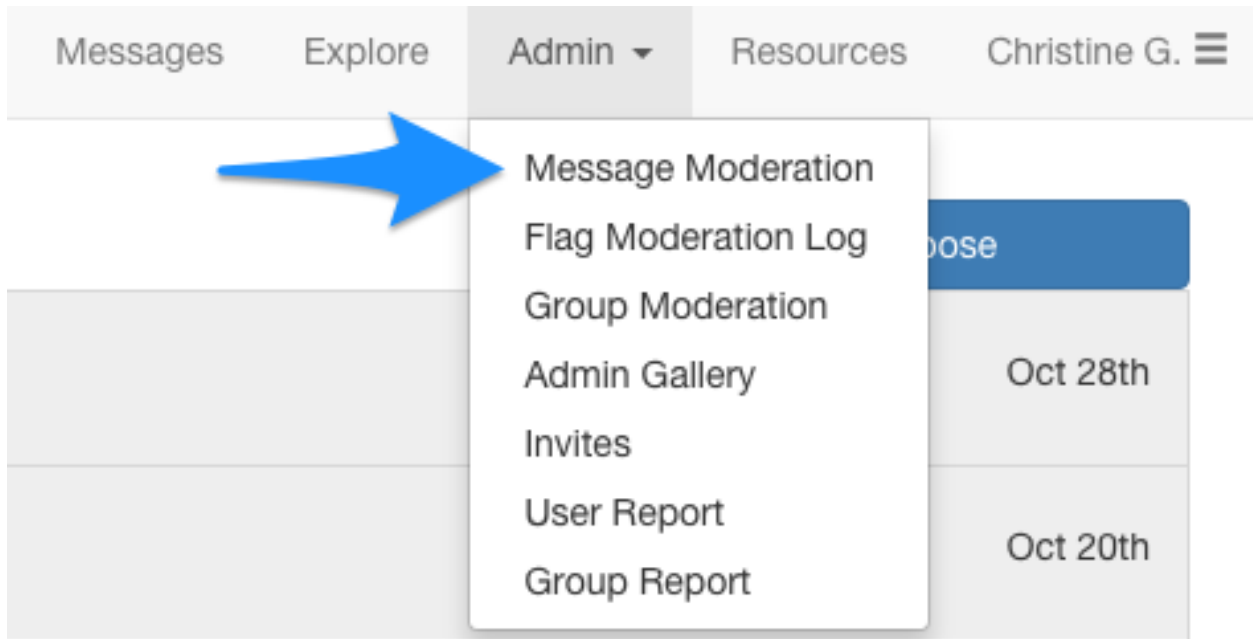 Messages Explore Admin Resources Christine G.
Message Moderation
Flag Moderation Log
Group Moderation
Admin Gallery
Invites
User Report
Group Report
Oct 28th
Oct 20th